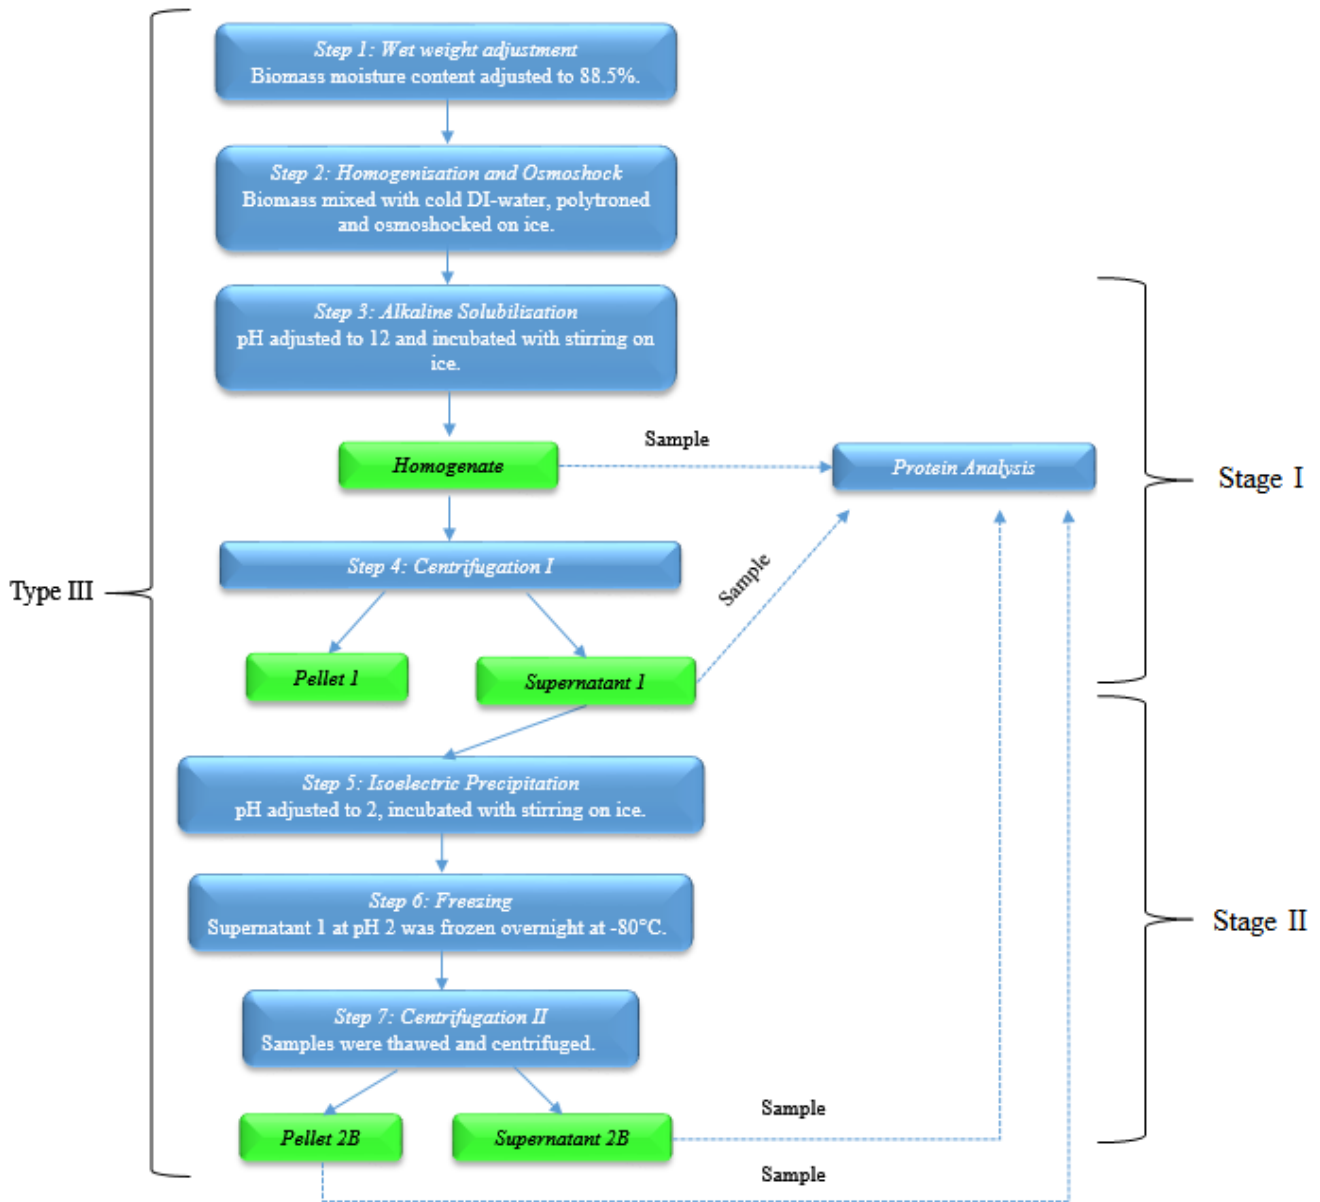 Step 1: Wet weight adjustment
Biomass moisture content adjusted to 88.5%.
Step 2: Homogenization and Osmoshock
Biomass mixed with cold DI-water, polytroned
and osmoshocked on ice.
Step 3: Alkaline Solubilization
pH adjusted to 12 and incubated with stirring on
ice.
Homogenate
Sample
Protein Analysis
Stage I
Step 4: Centrifugation I
Sample
Type III
Pellet 1
Supernatant 1
Step 5: Isoelectric Precipitation
pH adjusted to 2, incubated with stirring on ice.
Step 6: Freezing
Supernatant 1 at pH 2 was frozen overnight at -80°C.
Stage II
Step 7: Centrifugation II
Samples were thawed and centrifuged.
Pellet 2B
Supernatant 2B
Sample
Sample